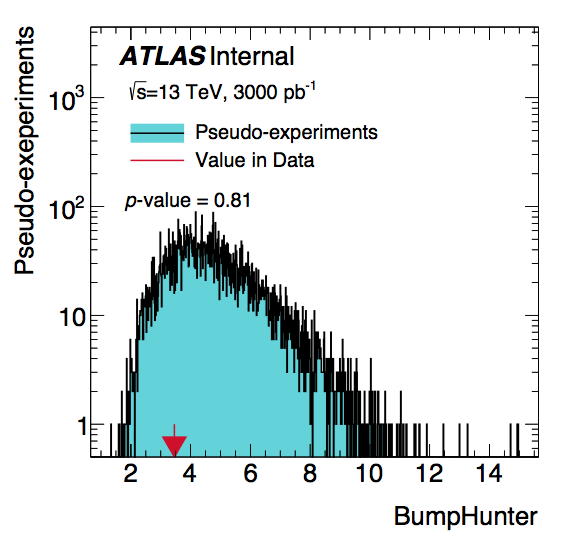 ATLAS Internal
√s=13 TeV, 3000 pb⁻¹
Pseudo-experiments
Value in Data
p-value = 0.81
Pseudo-exeperiments
10³
10²
10
1
2 4 6 8 10 12 14
BumpHunter